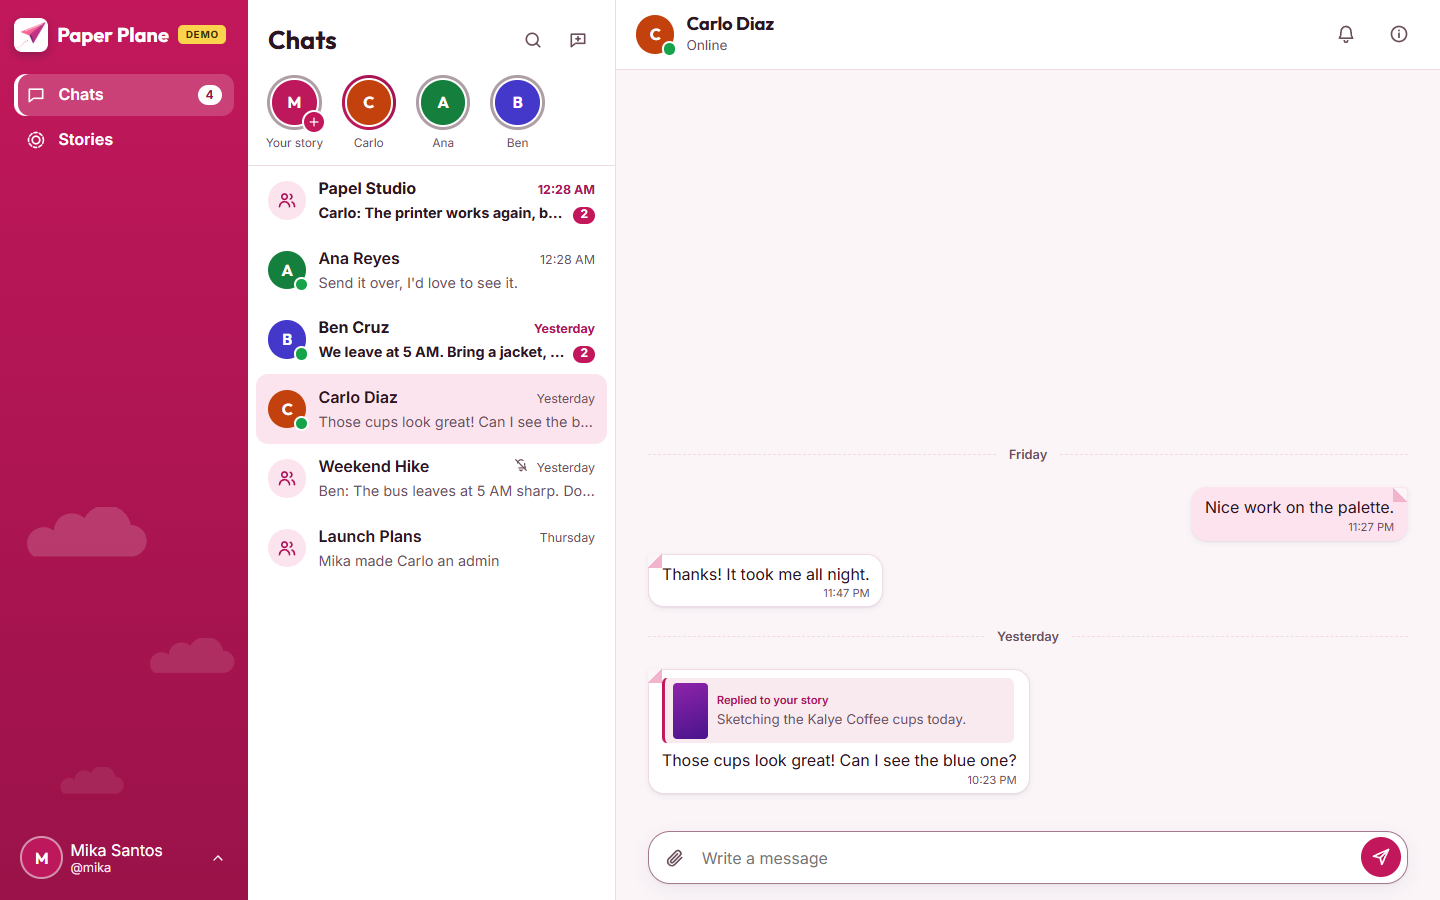 Paper Plane DEMO
Chats 4
Stories
M
Mika Santos
@mika
Chats
M C A B
Your story Carlo Ana Ben
Papel Studio 12:28 AM
Carlo: The printer works again, b... 2
A
Ana Reyes 12:28 AM
Send it over, I'd love to see it.
B
Ben Cruz Yesterday
We leave at 5 AM. Bring a jacket, ... 2
C
Carlo Diaz Yesterday
Those cups look great! Can I see the b...
Weekend Hike Yesterday
Ben: The bus leaves at 5 AM sharp. Do...
Launch Plans Thursday
Mika made Carlo an admin
C
Carlo Diaz
Online
Friday
Nice work on the palette.
11:27 PM
Thanks! It took me all night.
11:47 PM
Yesterday
Replied to your story
Sketching the Kalye Coffee cups today.
Those cups look great! Can I see the blue one?
10:23 PM
Write a message